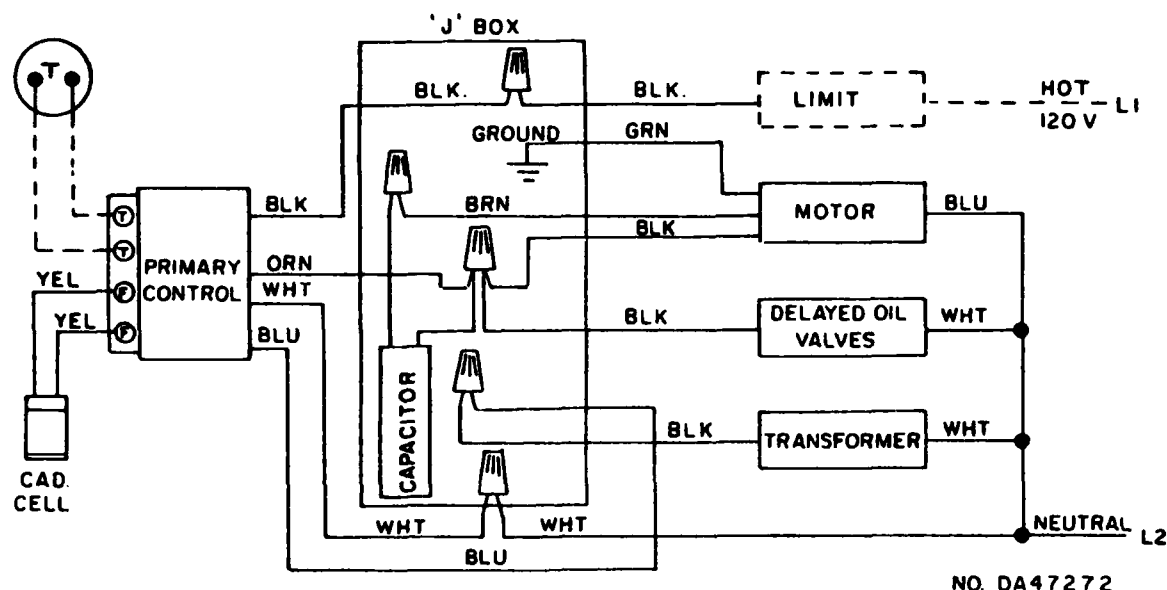 'J' BOX
T
BLK. BLK. LIMIT HOT 120 V L1
GROUND GRN
BLK BRN MOTOR BLU
T
BLK
T
PRIMARY CONTROL
ORN
YEL F WHT
BLK DELAYED OIL VALVES WHT
YEL F BLU
CAPACITOR
BLK TRANSFORMER WHT
CAD. CELL
WHT WHT NEUTRAL L2
BLU
NO. DA47272